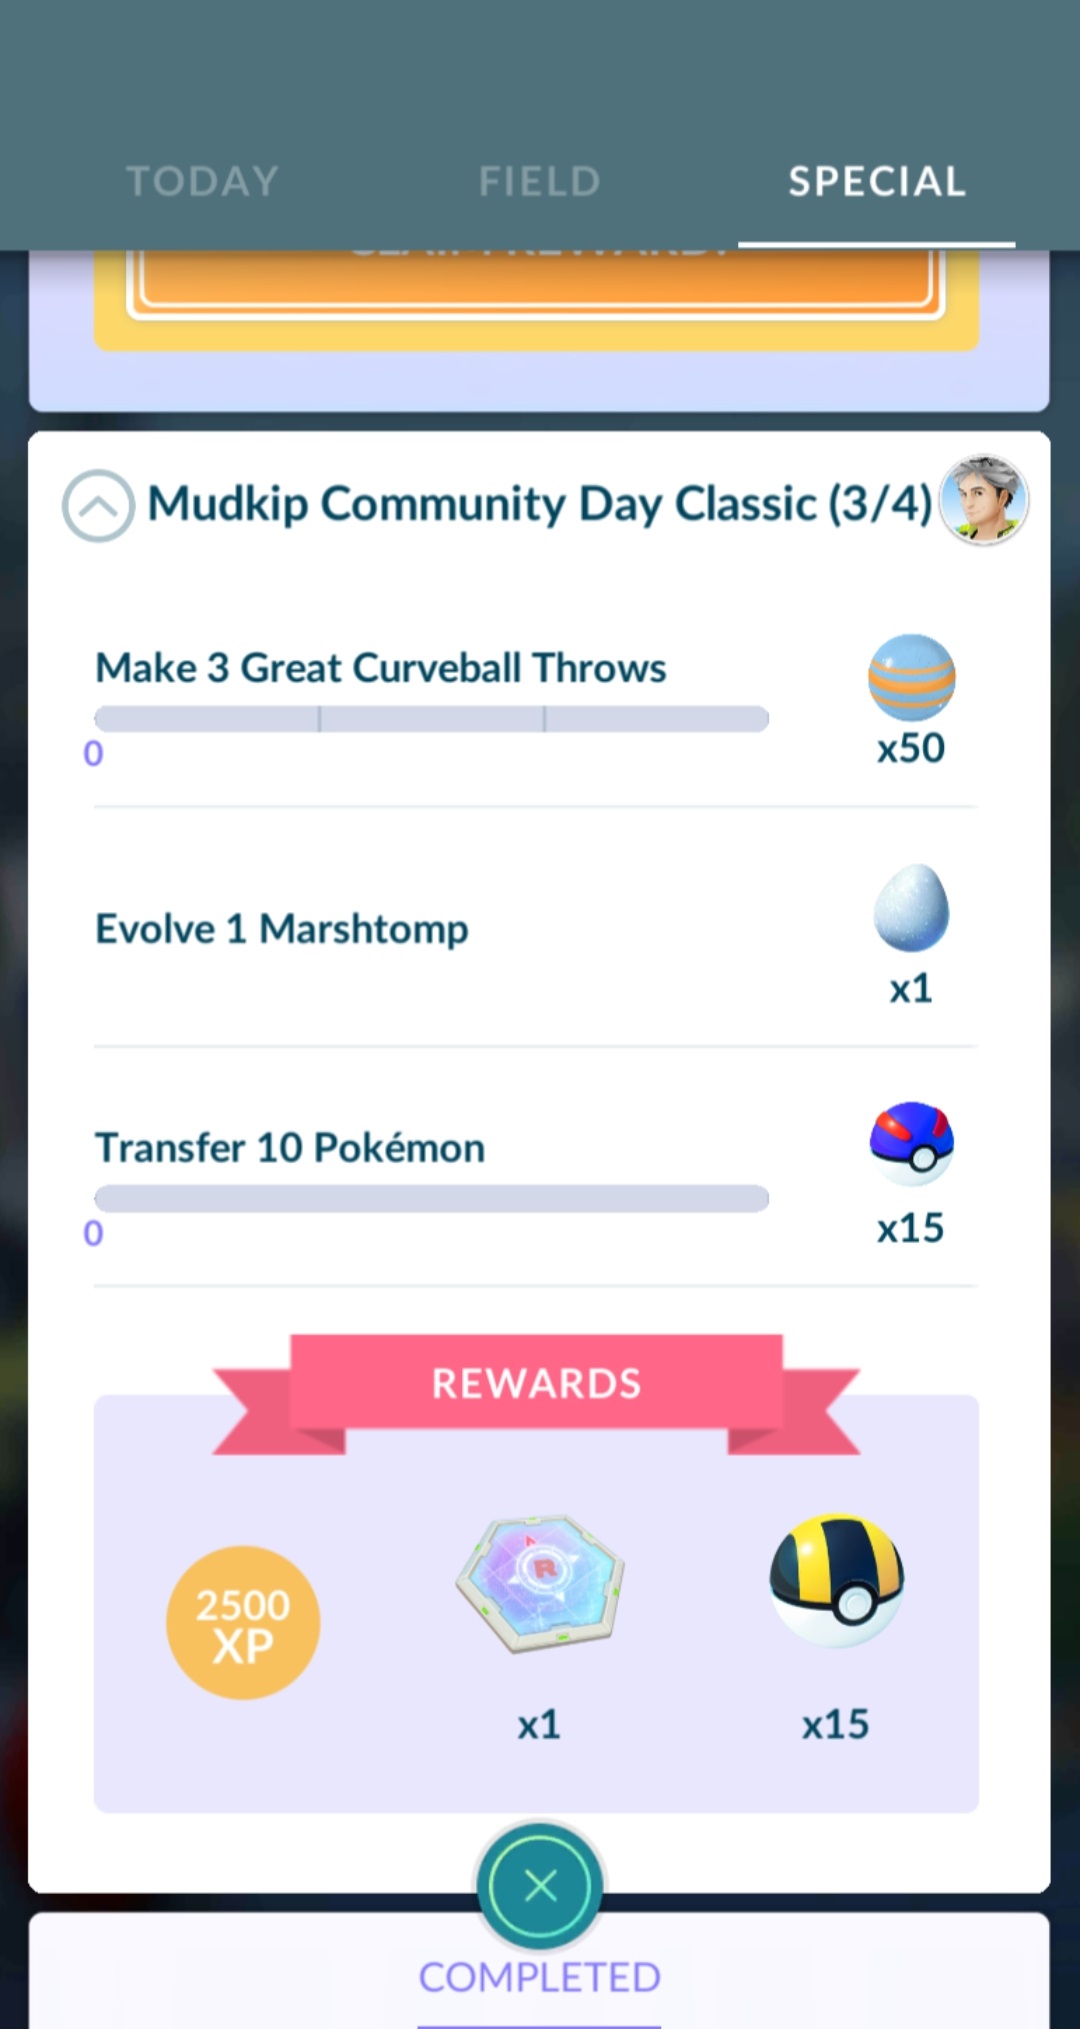 TODAY
FIELD
SPECIAL
Mudkip Community Day Classic (3/4)
Make 3 Great Curveball Throws
0
x50
Evolve 1 Marshtomp
x1
Transfer 10 Pokémon
0
x15
REWARDS
2500
XP
R
x1
x15
COMPLETED